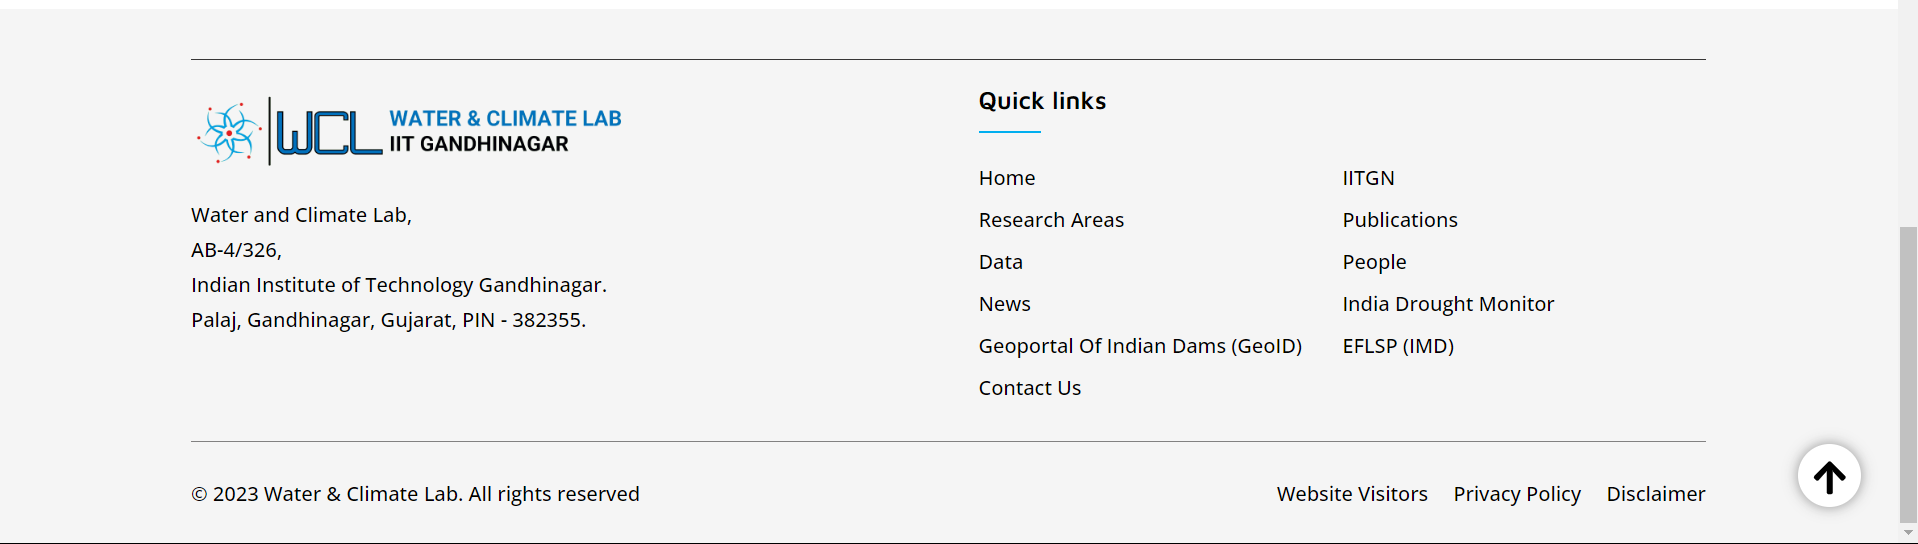 WCL WATER & CLIMATE LAB
IIT GANDHINAGAR
Water and Climate Lab,
AB-4/326,
Indian Institute of Technology Gandhinagar.
Palaj, Gandhinagar, Gujarat, PIN - 382355.
Quick links
Home
Research Areas
Data
News
Geoportal Of Indian Dams (GeoID)
Contact Us
IITGN
Publications
People
India Drought Monitor
EFLSP (IMD)
© 2023 Water & Climate Lab. All rights reserved
Website Visitors Privacy Policy Disclaimer